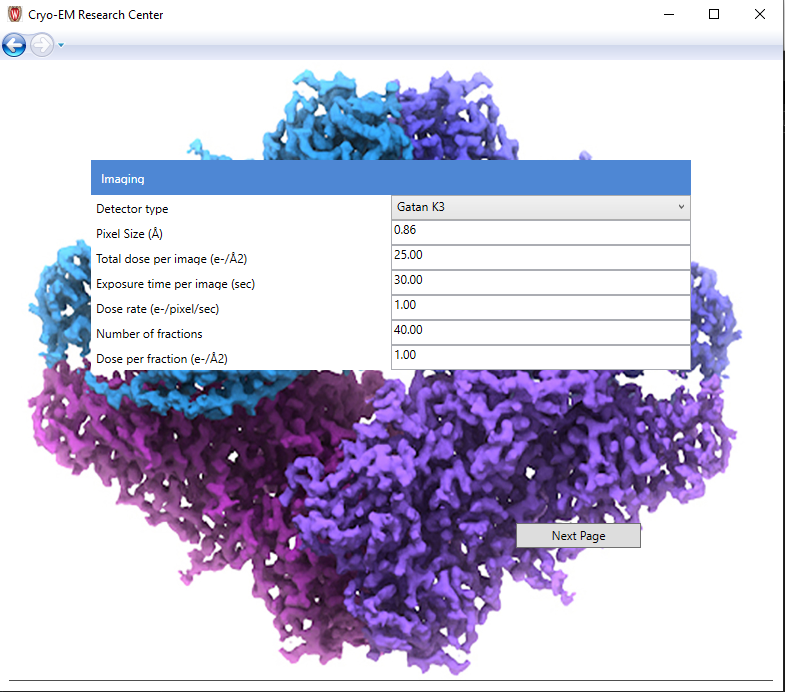 Cryo-EM Research Center
Imaging
Detector type Gatan K3
Pixel Size (Å) 0.86
Total dose per image (e-/Å2) 25.00
Exposure time per image (sec) 30.00
Dose rate (e-/pixel/sec) 1.00
Number of fractions 40.00
Dose per fraction (e-/Å2) 1.00
Next Page